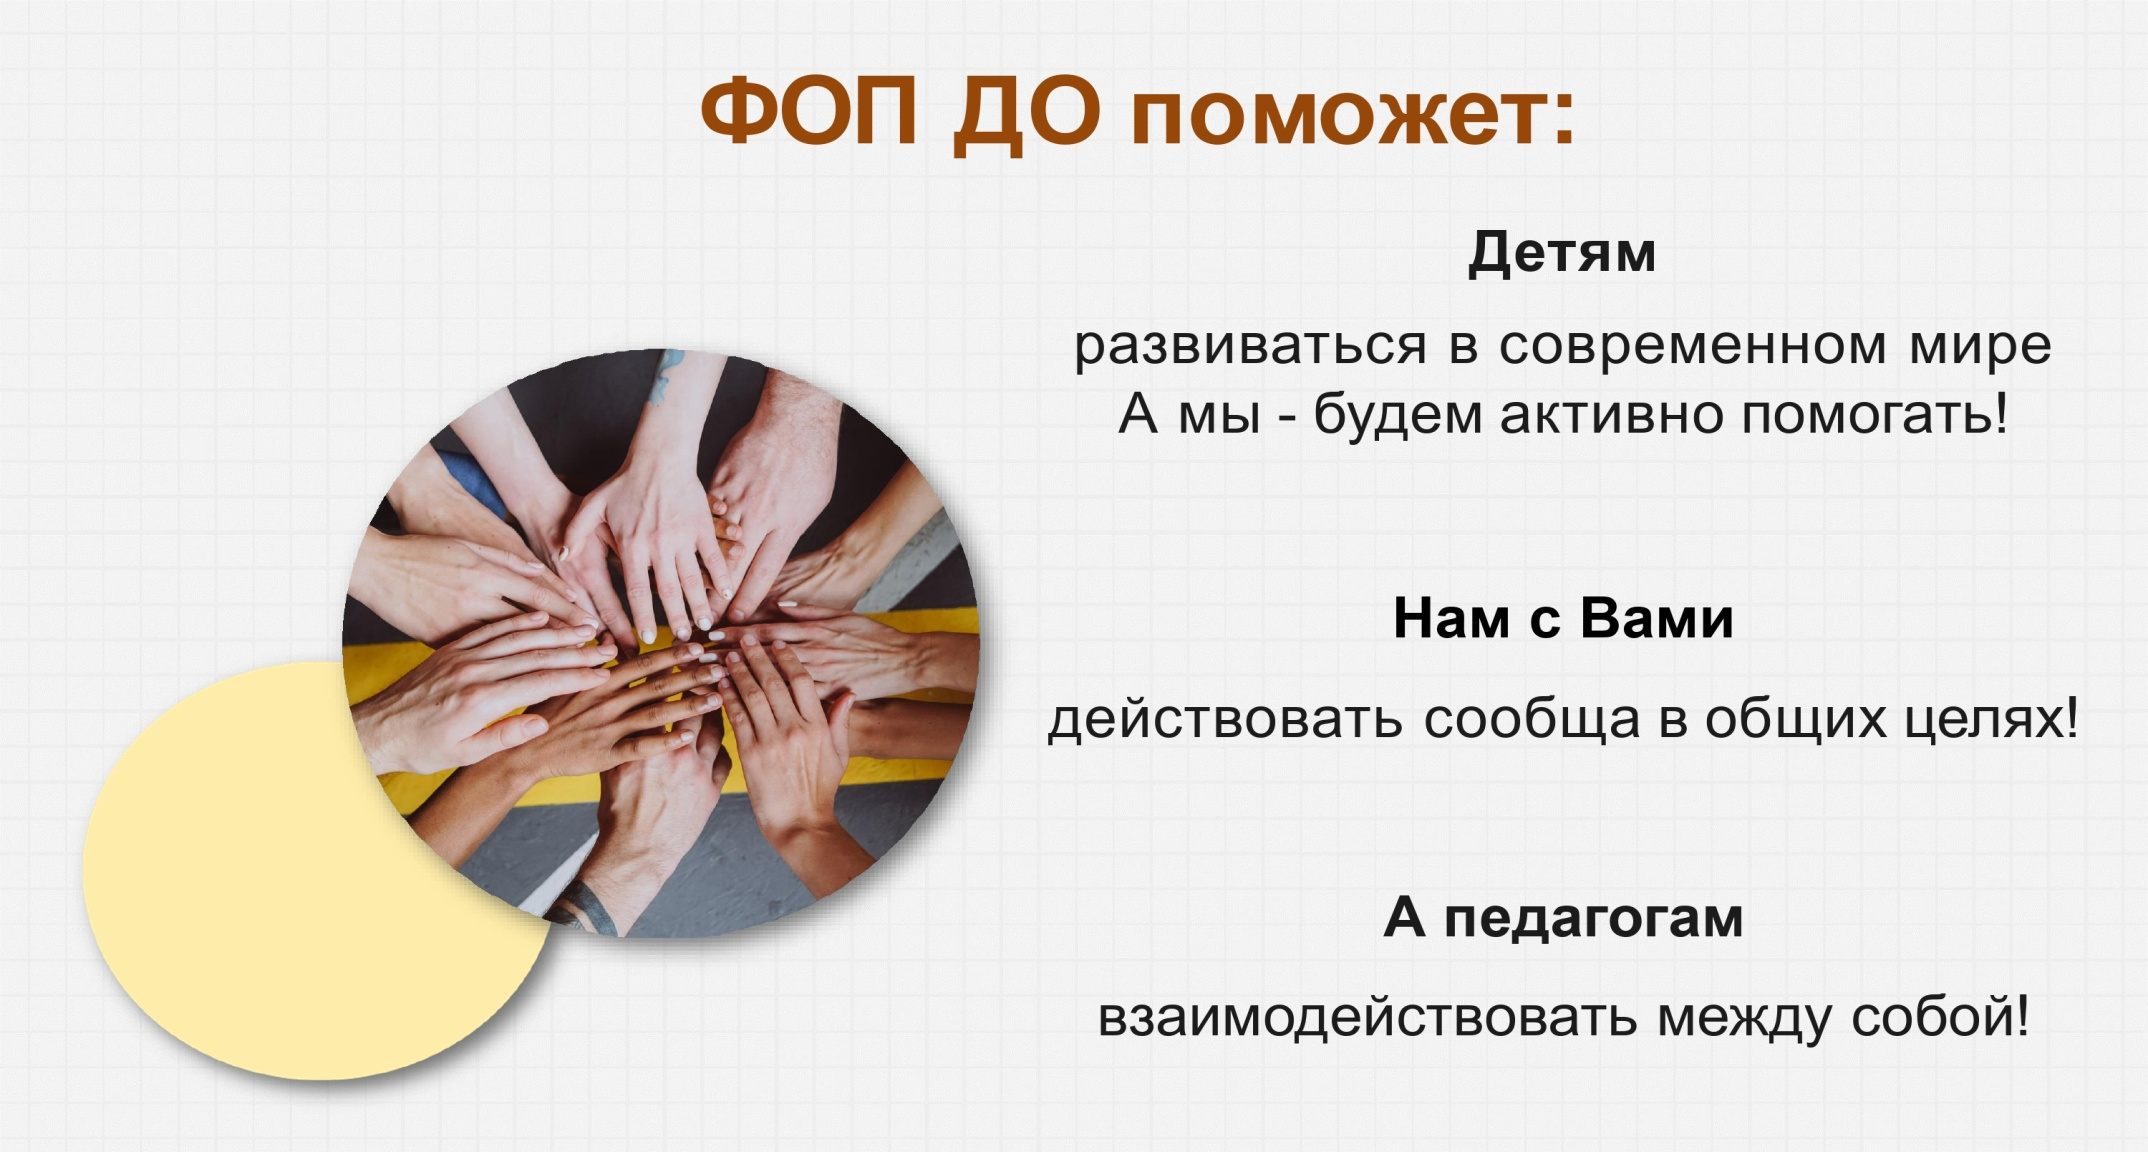 ФОП ДО поможет:
Детям
развиваться в современном мире
А мы - будем активно помогать!
Нам с Вами
действовать сообща в общих целях!
А педагогам
взаимодействовать между собой!